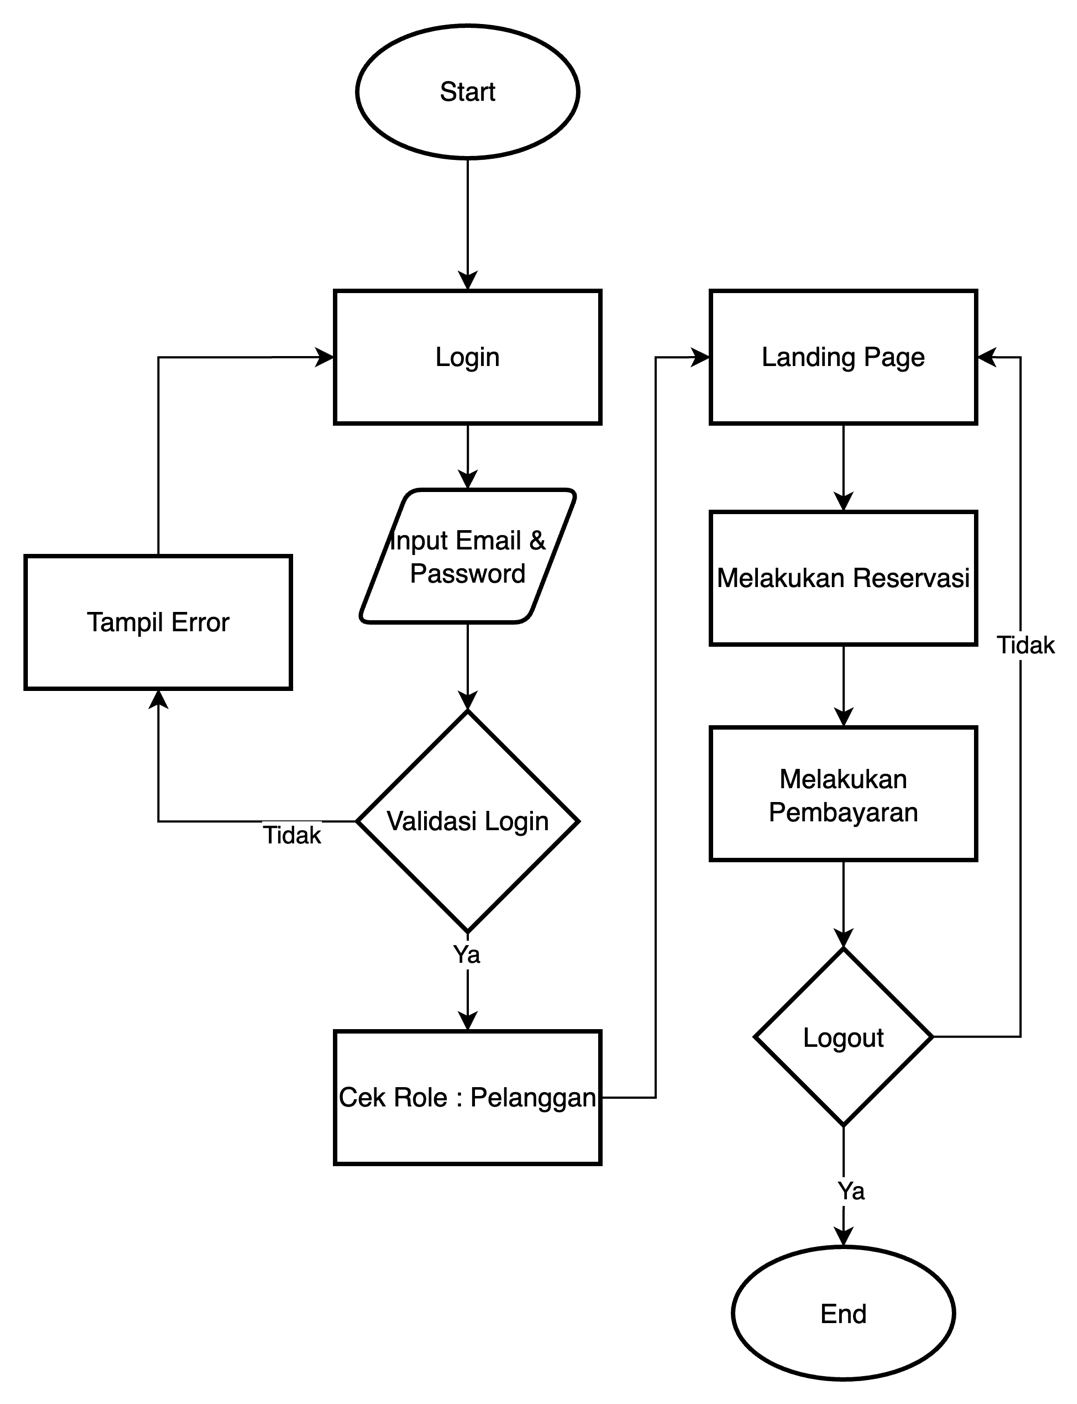 Start
Login
Input Email &
Password
Tampil Error
Validasi Login
Tidak
Ya
Cek Role : Pelanggan
Landing Page
Melakukan Reservasi
Tidak
Melakukan
Pembayaran
Logout
Ya
End